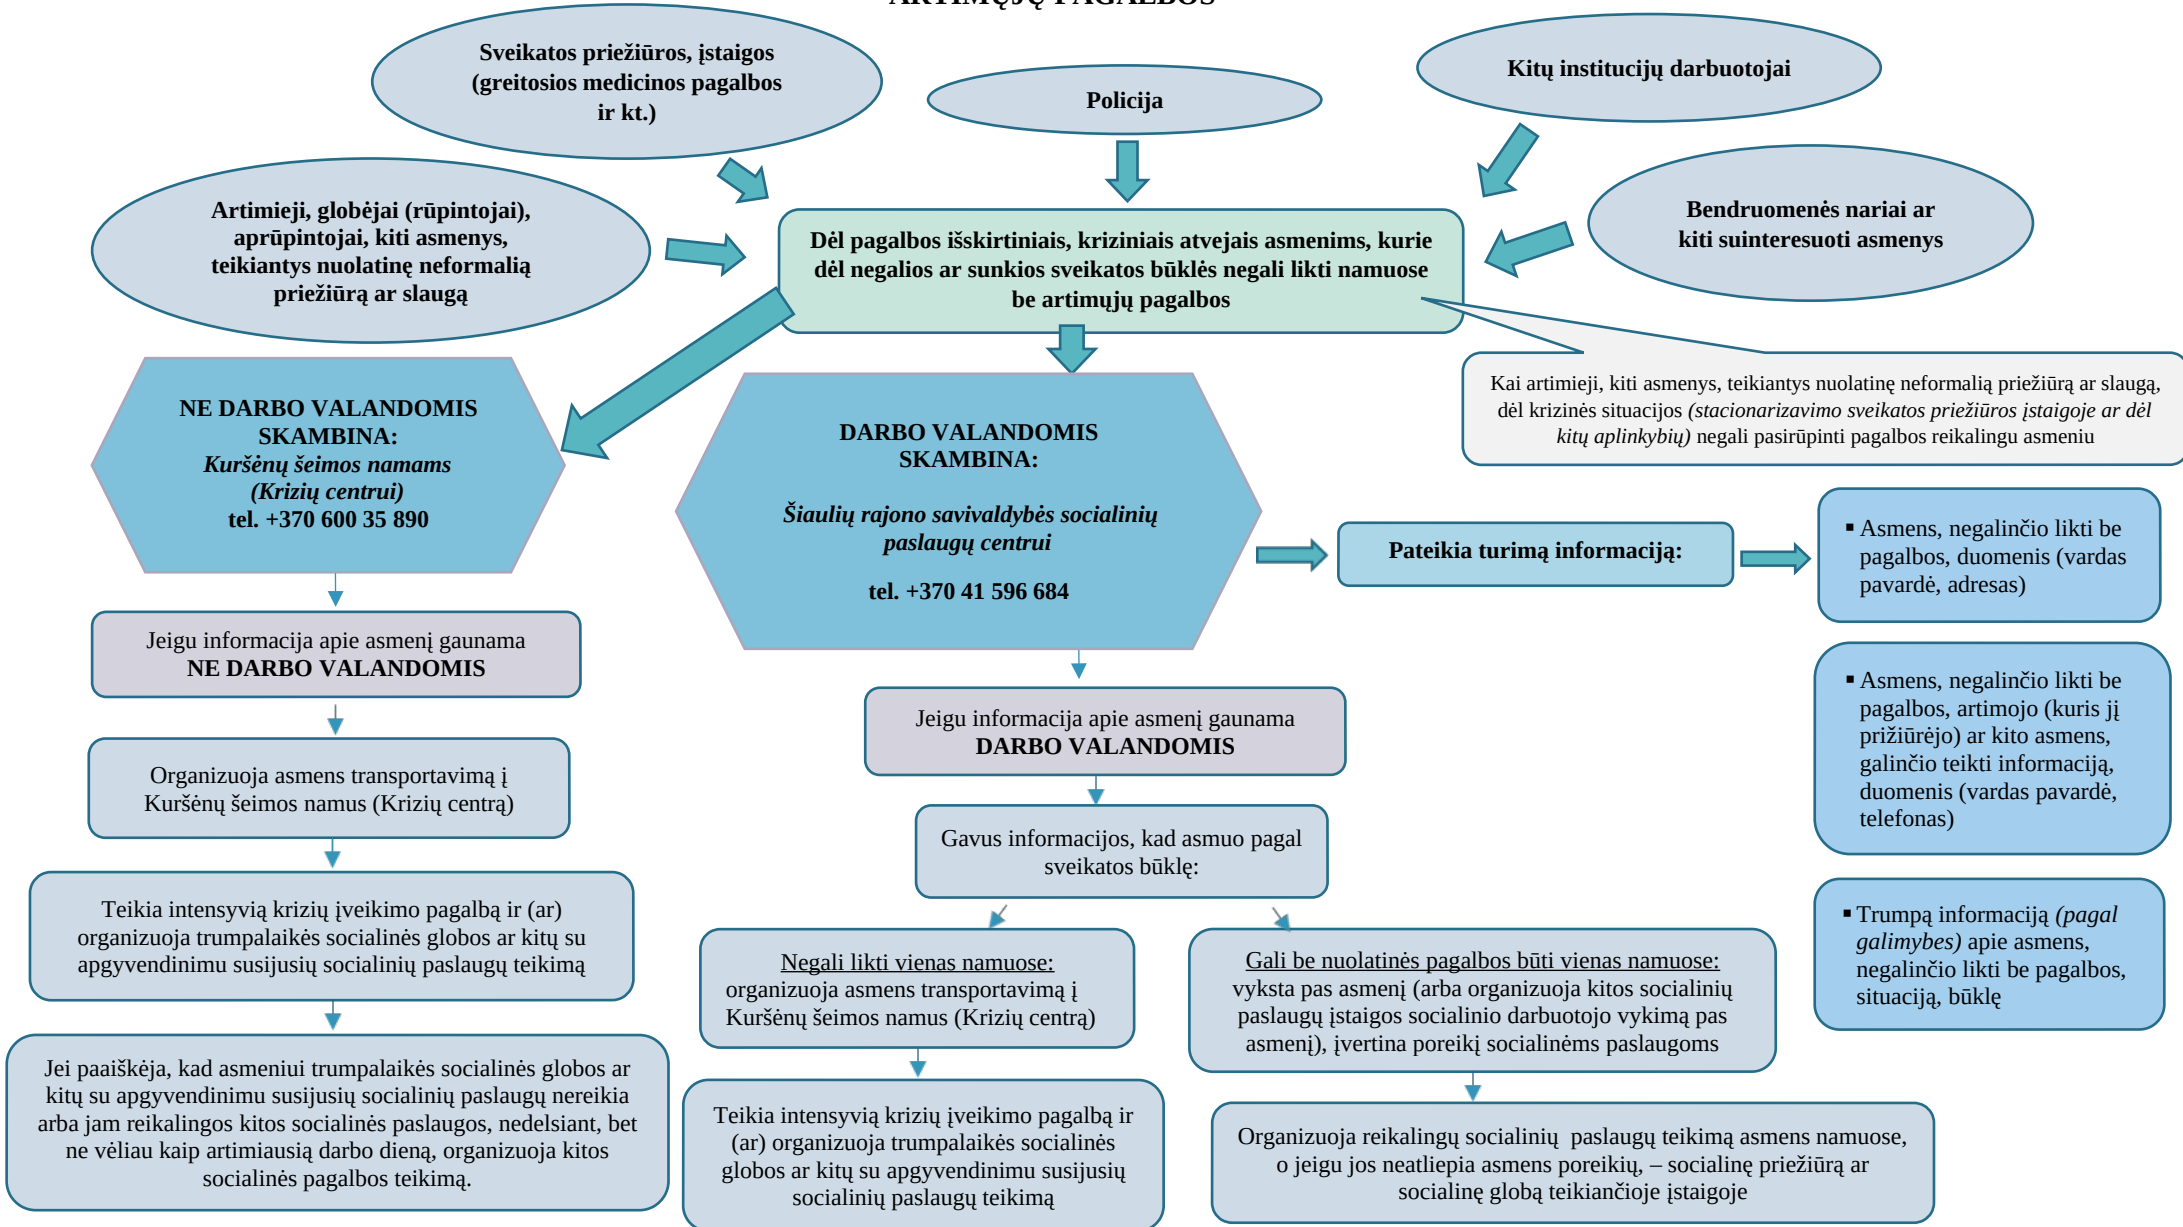 ARTIMŲJŲ PAGALBOS
Sveikatos priežiūros, įstaigos
(greitosios medicinos pagalbos
ir kt.)
Policija
Kitų institucijų darbuotojai
Artimieji, globėjai (rūpintojai),
aprūpintojai, kiti asmenys,
teikiantys nuolatinę neformalią
priežiūrą ar slaugą
Bendruomenės nariai ar
kiti suinteresuoti asmenys
Dėl pagalbos išskirtiniais, kriziniais atvejais asmenims, kurie
dėl negalios ar sunkios sveikatos būklės negali likti namuose
be artimųjų pagalbos
Kai artimieji, kiti asmenys, teikiantys nuolatinę neformalią priežiūrą ar slaugą,
dėl krizinės situacijos (stacionarizavimo sveikatos priežiūros įstaigoje ar dėl
kitų aplinkybių) negali pasirūpinti pagalbos reikalingu asmeniu
NE DARBO VALANDOMIS
SKAMBINA:
Kuršėnų šeimos namams
(Krizių centrui)
tel. +370 600 35 890
DARBO VALANDOMIS
SKAMBINA:
Šiaulių rajono savivaldybės socialinių
paslaugų centrui
tel. +370 41 596 684
Pateikia turimą informaciją:
▪ Asmens, negalinčio likti be
pagalbos, duomenis (vardas
pavardė, adresas)
▪ Asmens, negalinčio likti be
pagalbos, artimojo (kuris jį
prižiūrėjo) ar kito asmens,
galinčio teikti informaciją,
duomenis (vardas pavardė,
telefonas)
▪ Trumpą informaciją (pagal
galimybes) apie asmens,
negalinčio likti be pagalbos,
situaciją, būklę
Jeigu informacija apie asmenį gaunama
NE DARBO VALANDOMIS
Organizuoja asmens transportavimą į
Kuršėnų šeimos namus (Krizių centrą)
Teikia intensyvią krizių įveikimo pagalbą ir (ar)
organizuoja trumpalaikės socialinės globos ar kitų su
apgyvendinimu susijusių socialinių paslaugų teikimą
Jei paaiškėja, kad asmeniui trumpalaikės socialinės globos ar
kitų su apgyvendinimu susijusių socialinių paslaugų nereikia
arba jam reikalingos kitos socialinės paslaugos, nedelsiant, bet
ne vėliau kaip artimiausią darbo dieną, organizuoja kitos
socialinės pagalbos teikimą.
Jeigu informacija apie asmenį gaunama
DARBO VALANDOMIS
Gavus informacijos, kad asmuo pagal
sveikatos būklę:
Negali likti vienas namuose:
organizuoja asmens transportavimą į
Kuršėnų šeimos namus (Krizių centrą)
Teikia intensyvią krizių įveikimo pagalbą ir
(ar) organizuoja trumpalaikės socialinės
globos ar kitų su apgyvendinimu susijusių
socialinių paslaugų teikimą
Gali be nuolatinės pagalbos būti vienas namuose:
vyksta pas asmenį (arba organizuoja kitos socialinių
paslaugų įstaigos socialinio darbuotojo vykimą pas
asmenį), įvertina poreikį socialinėms paslaugoms
Organizuoja reikalingų socialinių paslaugų teikimą asmens namuose,
o jeigu jos neatliepia asmens poreikių, – socialinę priežiūrą ar
socialinę globą teikiančioje įstaigoje